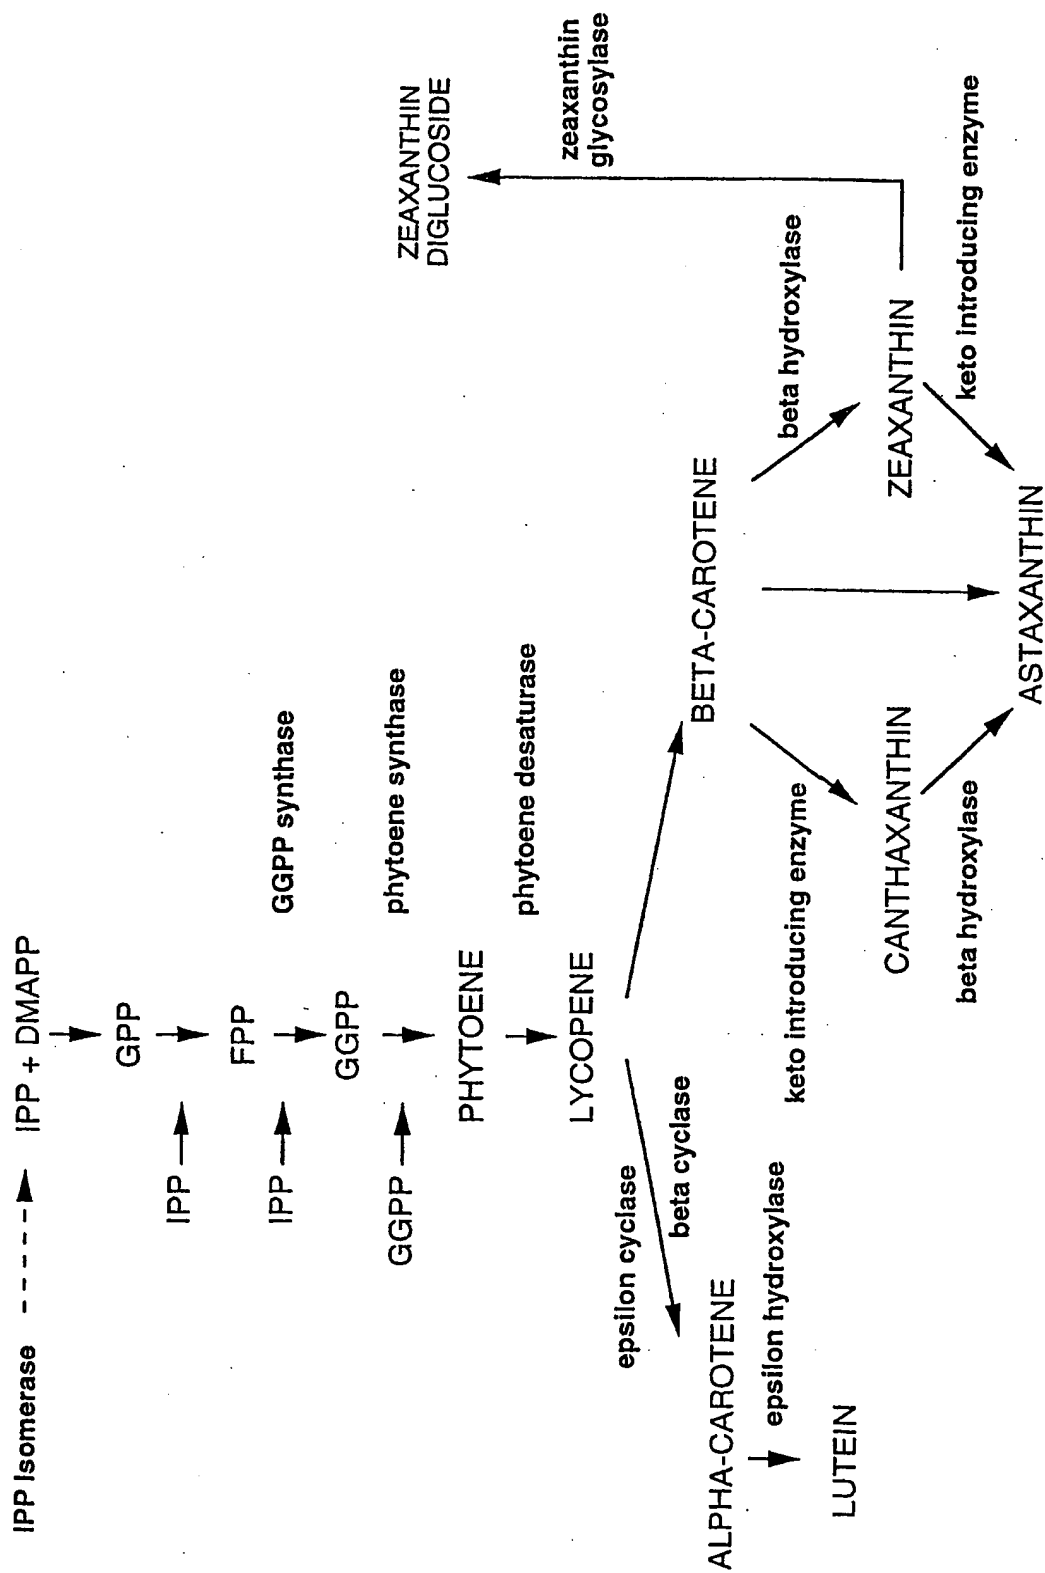 IPP Isomerase
IPP + DMAPP
GPP
IPP
FPP
IPP
GGPP synthase
GGPP
GGPP
phytoene synthase
PHYTOENE
phytoene desaturase
LYCOPENE
epsilon cyclase
beta cyclase
ALPHA-CAROTENE
epsilon hydroxylase
LUTEIN
BETA-CAROTENE
keto introducing enzyme
beta hydroxylase
CANTHAXANTHIN
ZEAXANTHIN
beta hydroxylase
keto introducing enzyme
ASTAXANTHIN
zeaxanthin
glycosylase
ZEAXANTHIN
DIGLUCOSIDE